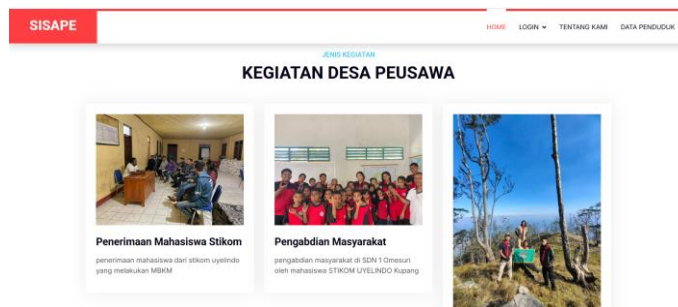 SISAPE
HOME LOGIN TENTANG KAMI DATA PENDUDUK
JENIS KEGIATAN
KEGIATAN DESA PEUSAWA
Penerimaan Mahasiswa Stikom
penerimaan mahasiswa dari stikom uyelindo
yang melakukan MBKM
Pengabdian Masyarakat
pengabdian masyarakat di SDN 1 Omesuri
oleh mahasiswa STIKOM UYELINDO Kupang